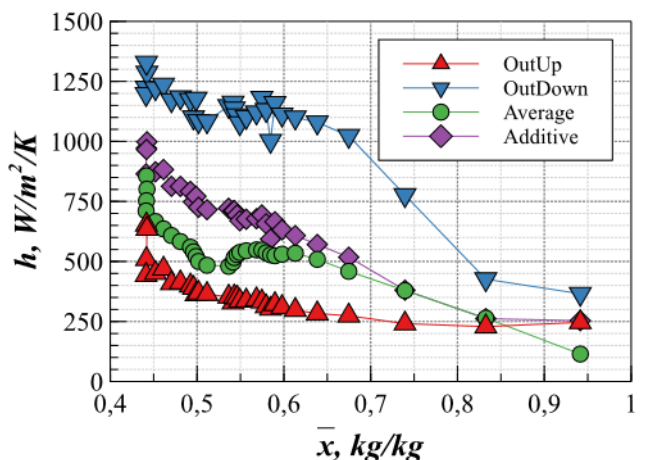 1500
1250
1000
750
500
250
0
h, W/m²/K
OutUp
OutDown
Average
Additive
0,4 0,5 0,6 0,7 0,8 0,9 1
x̅, kg/kg